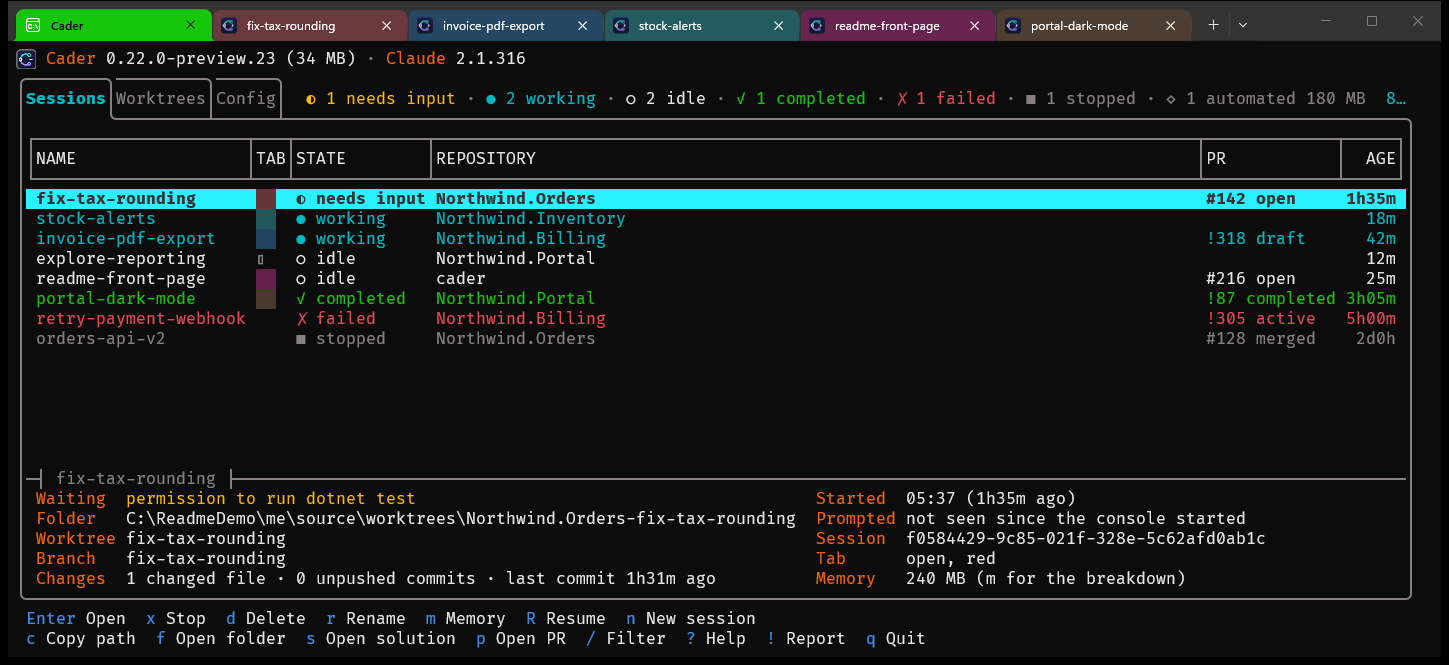 Cader fix-tax-rounding invoice-pdf-export stock-alerts readme-front-page portal-dark-mode
Cader 0.22.0-preview.23 (34 MB) · Claude 2.1.316
Sessions Worktrees Config ◐ 1 needs input · ● 2 working · ○ 2 idle · √ 1 completed · ✗ 1 failed · ■ 1 stopped · ◇ 1 automated 180 MB 8…
NAME TAB STATE REPOSITORY PR AGE
fix-tax-rounding ◐ needs input Northwind.Orders #142 open 1h35m
stock-alerts ● working Northwind.Inventory 18m
invoice-pdf-export ● working Northwind.Billing !318 draft 42m
explore-reporting ▯ ○ idle Northwind.Portal 12m
readme-front-page ○ idle cader #216 open 25m
portal-dark-mode √ completed Northwind.Portal !87 completed 3h05m
retry-payment-webhook ✗ failed Northwind.Billing !305 active 5h00m
orders-api-v2 ■ stopped Northwind.Orders #128 merged 2d0h
fix-tax-rounding
Waiting permission to run dotnet test Started 05:37 (1h35m ago)
Folder C:\ReadmeDemo\me\source\worktrees\Northwind.Orders-fix-tax-rounding Prompted not seen since the console started
Worktree fix-tax-rounding Session f0584429-9c85-021f-328e-5c62afd0ab1c
Branch fix-tax-rounding Tab open, red
Changes 1 changed file · 0 unpushed commits · last commit 1h31m ago Memory 240 MB (m for the breakdown)
Enter Open x Stop d Delete r Rename m Memory R Resume n New session
c Copy path f Open folder s Open solution p Open PR / Filter ? Help ! Report q Quit